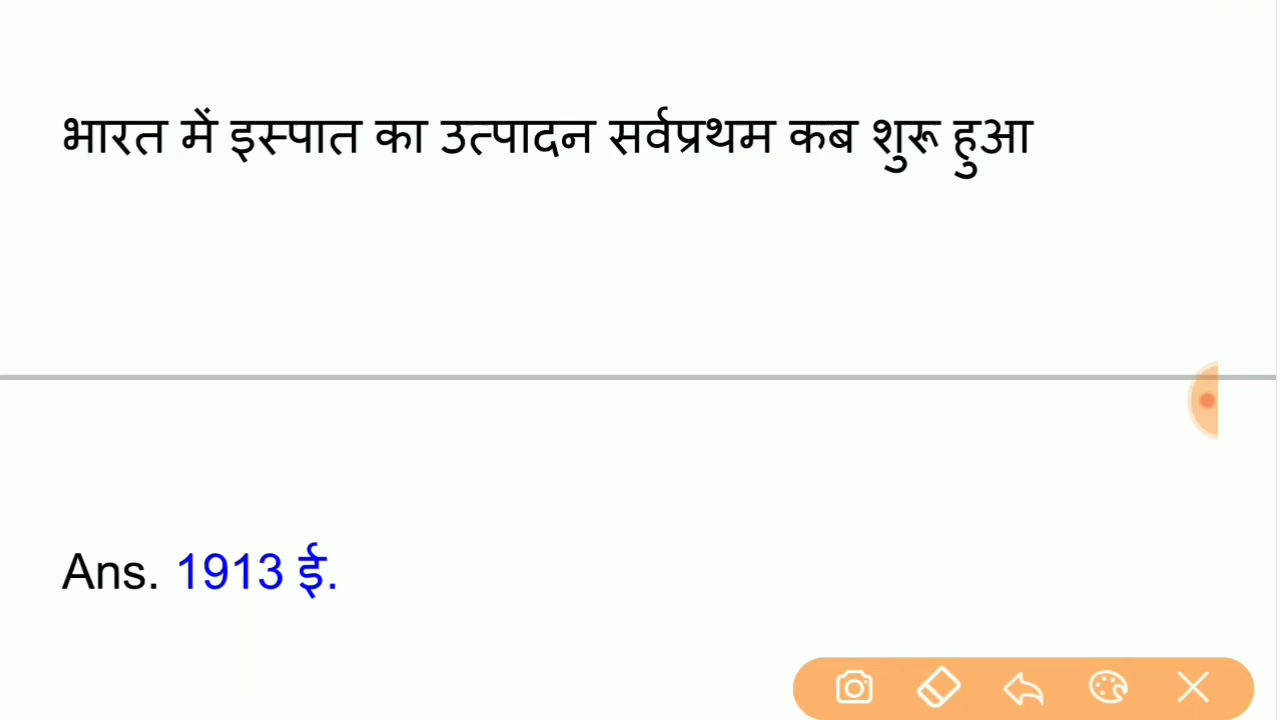 भारत में इस्पात का उत्पादन सर्वप्रथम कब शुरू हुआ
Ans. 1913 ई.